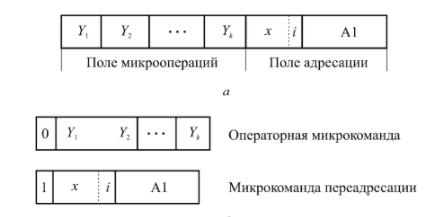 Y₁ Y₂ ••• Yₖ x i A1
Поле микроопераций Поле адресации
а
0 Y₁ Y₂ ••• Yₖ Операторная микрокоманда
1 x i A1 Микрокоманда переадресации